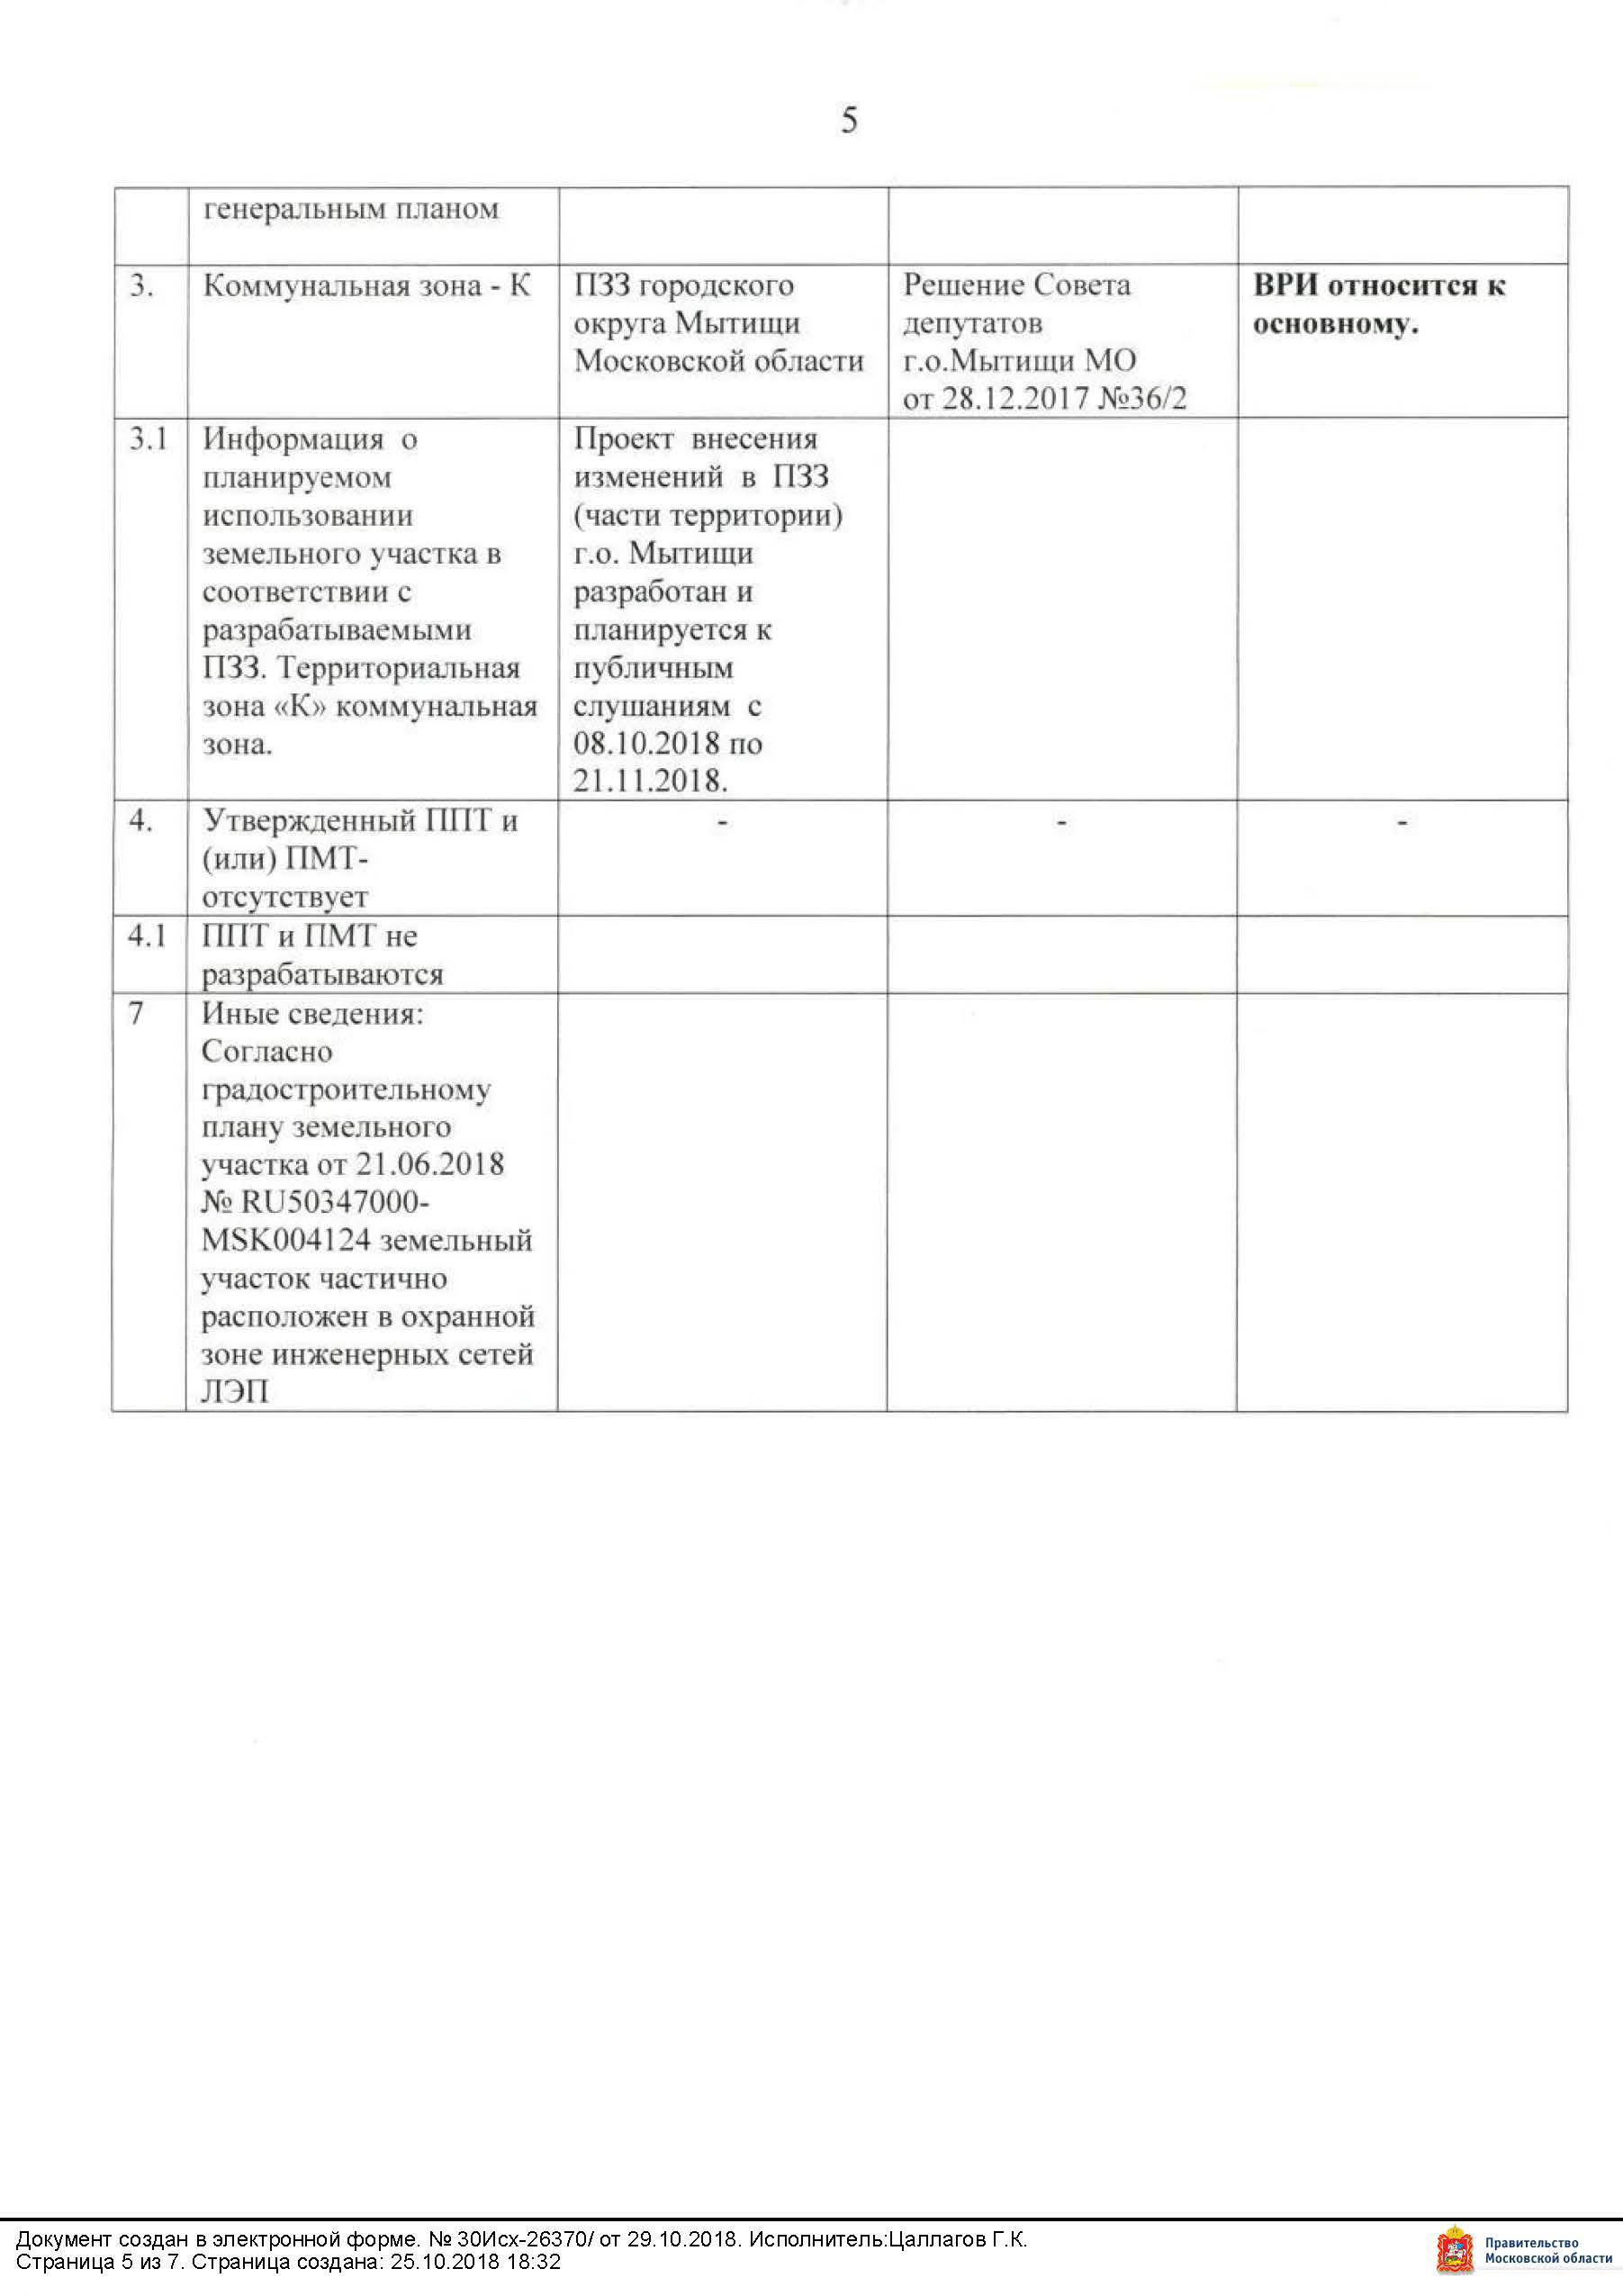 5
генеральным планом
3.
Коммунальная зона - К
ПЗЗ городского
округа Мытищи
Московской области
Решение Совета
депутатов
г.о.Мытищи МО
от 28.12.2017 №36/2
ВРИ относится к
основному.
3.1
Информация о
планируемом
использовании
земельного участка в
соответствии с
разрабатываемыми
ПЗЗ. Территориальная
зона «К» коммунальная
зона.
Проект внесения
изменений в ПЗЗ
(части территории)
г.о. Мытищи
разработан и
планируется к
публичным
слушаниям с
08.10.2018 по
21.11.2018.
4.
Утвержденный ППТ и
(или) ПМТ-
отсутствует
-
-
-
4.1
ППТ и ПМТ не
разрабатываются
7
Иные сведения:
Согласно
градостроительному
плану земельного
участка от 21.06.2018
№ RU50347000-
MSK004124 земельный
участок частично
расположен в охранной
зоне инженерных сетей
ЛЭП
Документ создан в электронной форме. № 30Исх-26370/ от 29.10.2018. Исполнитель:Цаллагов Г.К.
Страница 5 из 7. Страница создана: 25.10.2018 18:32
Правительство
Московской области